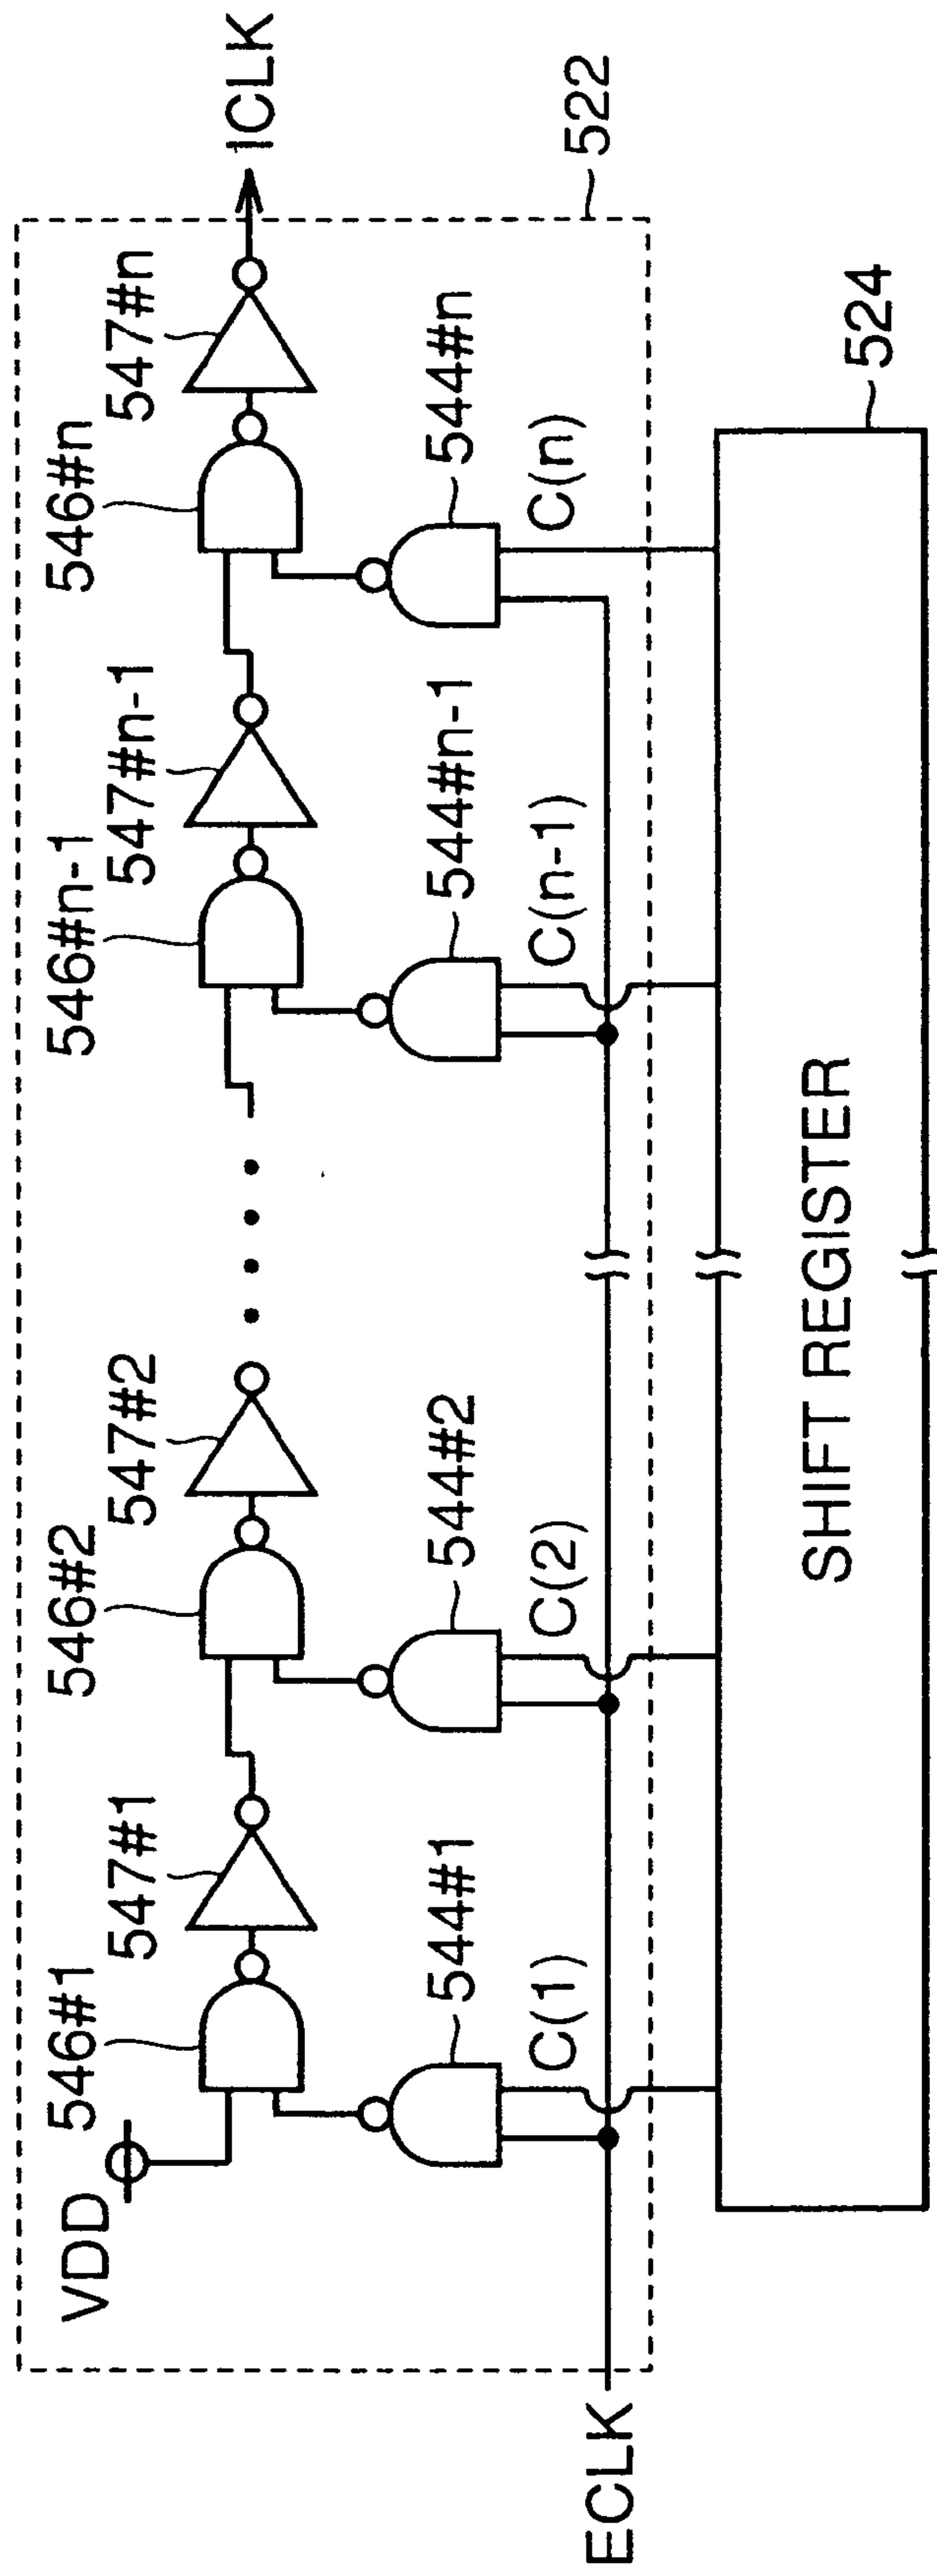 VDD
546#1
547#1
546#2
547#2
546#n-1
547#n-1
546#n
547#n
ICLK
544#1
544#2
544#n-1
544#n
522
C(1)
C(2)
C(n-1)
C(n)
ECLK
SHIFT REGISTER
524